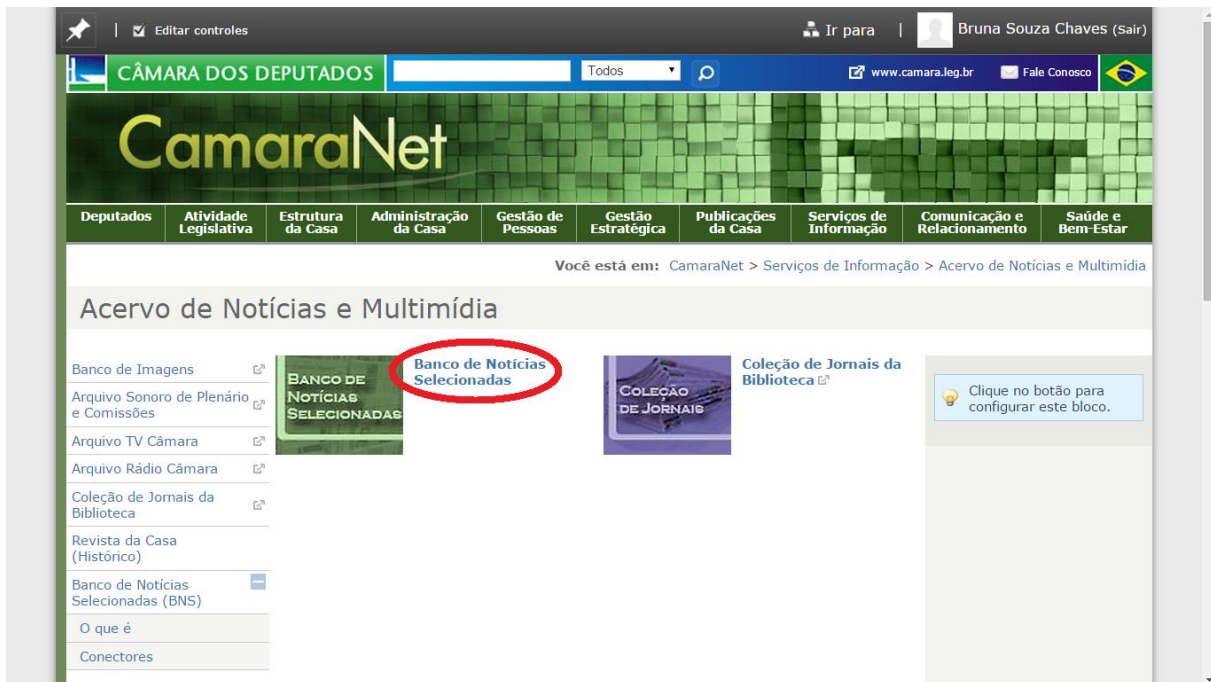 Editar controles
Ir para | Bruna Souza Chaves (Sair)
CÂMARA DOS DEPUTADOS
Todos
www.camara.leg.br
Fale Conosco
CamaraNet
Deputados
Atividade
Legislativa
Estrutura
da Casa
Administração
da Casa
Gestão de
Pessoas
Gestão
Estratégica
Publicações
da Casa
Serviços de
Informação
Comunicação e
Relacionamento
Saúde e
Bem-Estar
Você está em: CamaraNet > Serviços de Informação > Acervo de Notícias e Multimídia
Acervo de Notícias e Multimídia
Banco de Imagens
Arquivo Sonoro de Plenário
e Comissões
Arquivo TV Câmara
Arquivo Rádio Câmara
Coleção de Jornais da
Biblioteca
Revista da Casa
(Histórico)
Banco de Notícias
Selecionadas (BNS)
O que é
Conectores
BANCO DE
NOTÍCIAS
SELECIONADAS
Banco de Notícias
Selecionadas
COLEÇÃO
DE JORNAIS
Coleção de Jornais da
Biblioteca
Clique no botão para
configurar este bloco.